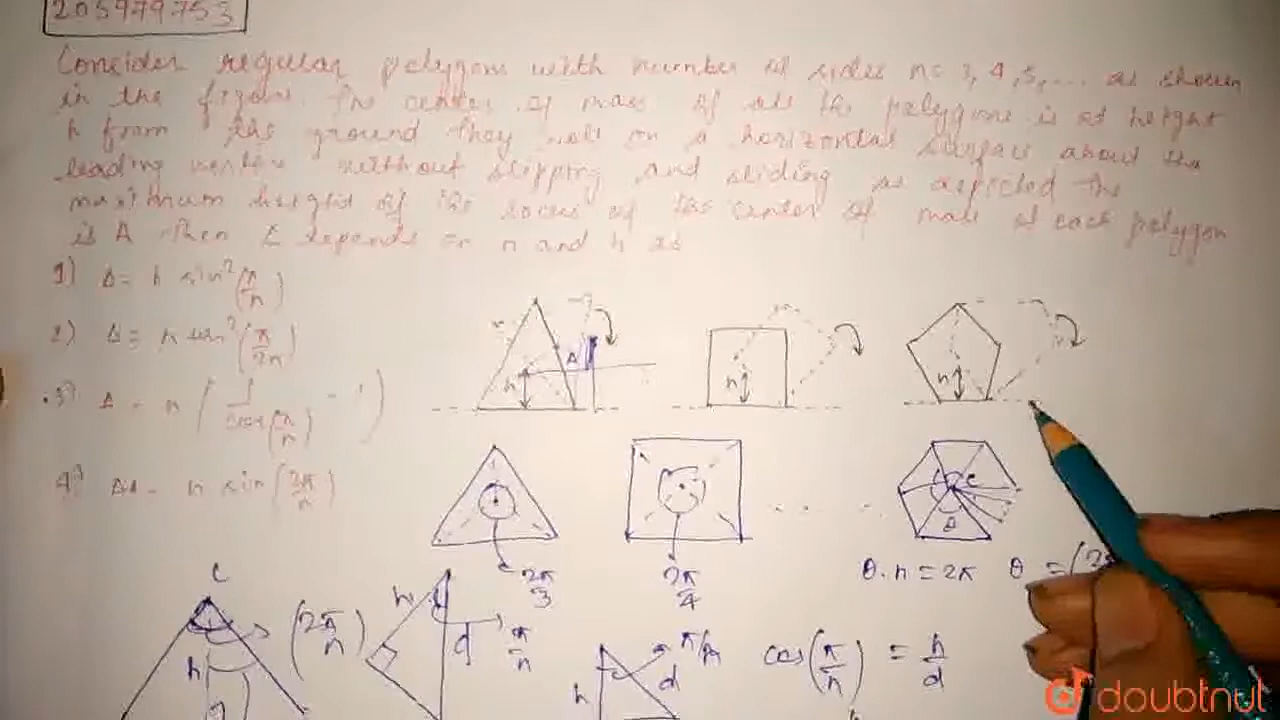 205979753
Consider regular polygons with number of sides n= 3, 4, 5, ... as shown
in the figure. The center of mass of all the polygons is at height
h from the ground They roll on a horizontal surface about the
leading vertex without slipping and sliding as depicted the
maximum height of the locus of the center of mass of each polygon
is Δ Then Δ depends on n and h as
1) Δ = h sin²(π/n)
2) Δ = h tan²(π/2n)
3) Δ = h (1/cos(π/n) - 1)
4) Δ = h sin(2π/n)
Δ
h
h
h
c
θ
2π/3
2π/4
θ.n = 2π θ =
c
(2π/n)
h
h
d
π/n
h
π/n
d
cos(π/n) = h/d
doubtnut